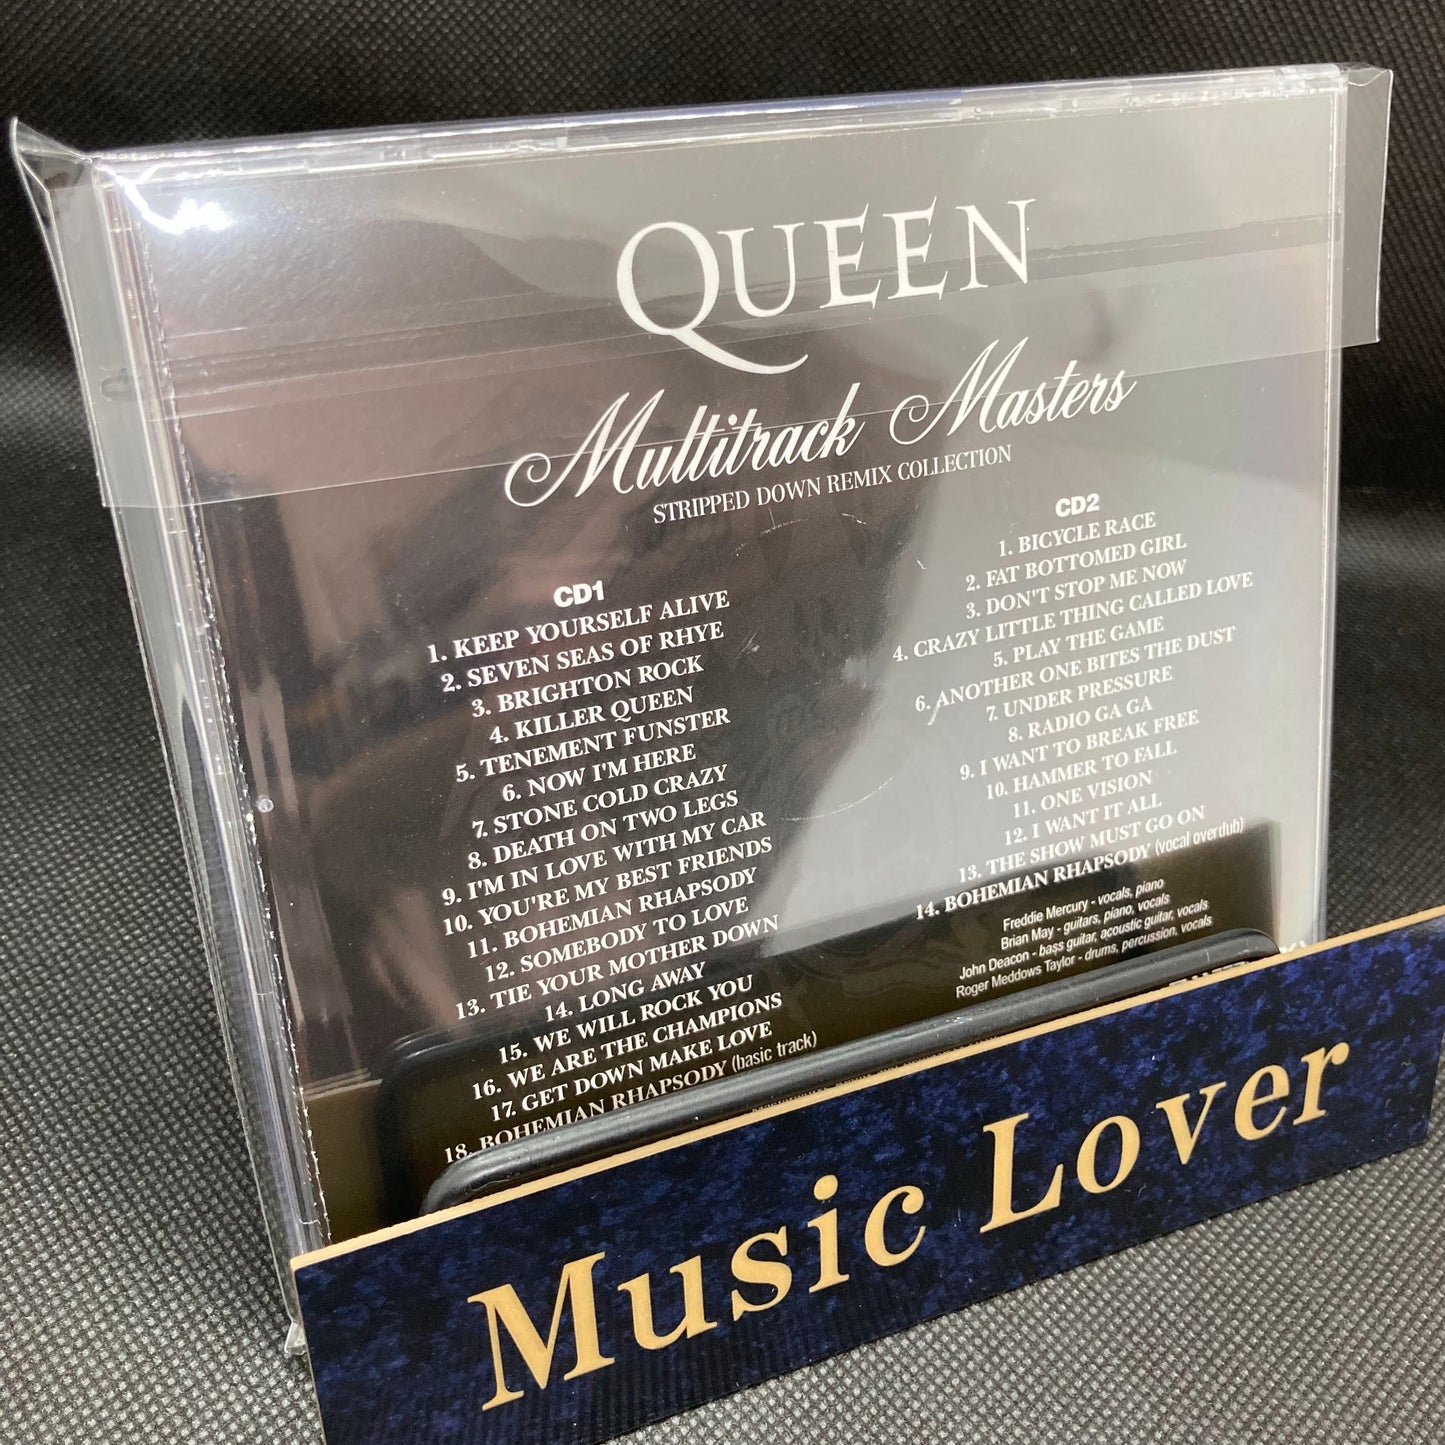 QUEEN
Multitrack Masters
STRIPPED DOWN REMIX COLLECTION
CD1
1. KEEP YOURSELF ALIVE
2. SEVEN SEAS OF RHYE
3. BRIGHTON ROCK
4. KILLER QUEEN
5. TENEMENT FUNSTER
6. NOW I'M HERE
7. STONE COLD CRAZY
8. DEATH ON TWO LEGS
9. I'M IN LOVE WITH MY CAR
10. YOU'RE MY BEST FRIENDS
11. BOHEMIAN RHAPSODY
12. SOMEBODY TO LOVE
13. TIE YOUR MOTHER DOWN
14. LONG AWAY
15. WE WILL ROCK YOU
16. WE ARE THE CHAMPIONS
17. GET DOWN MAKE LOVE
18. BOHEMIAN RHAPSODY (basic track)
CD2
1. BICYCLE RACE
2. FAT BOTTOMED GIRL
3. DON'T STOP ME NOW
4. CRAZY LITTLE THING CALLED LOVE
5. PLAY THE GAME
6. ANOTHER ONE BITES THE DUST
7. UNDER PRESSURE
8. RADIO GA GA
9. I WANT TO BREAK FREE
10. HAMMER TO FALL
11. ONE VISION
12. I WANT IT ALL
13. THE SHOW MUST GO ON
14. BOHEMIAN RHAPSODY (vocal overdub)
Freddie Mercury - vocals, piano
Brian May - guitars, piano, vocals
John Deacon - bass guitar, acoustic guitar, vocals
Roger Meddows Taylor - drums, percussion, vocals
Music Lover